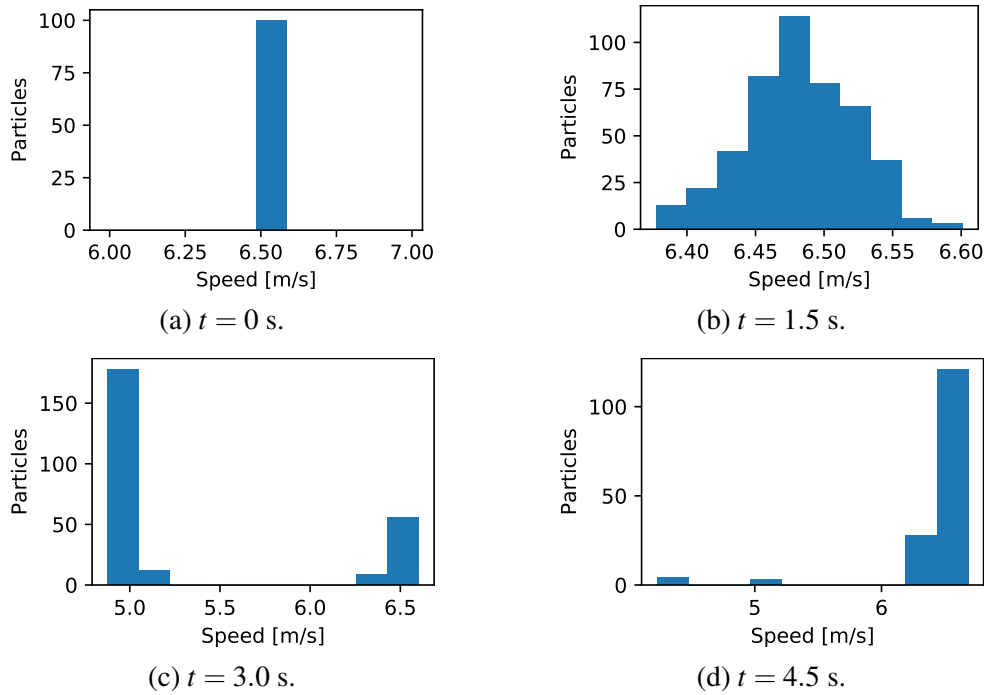 100
75
50
25
0
Particles
6.00 6.25 6.50 6.75 7.00
Speed [m/s]
(a) t = 0 s.
100
75
50
25
0
Particles
6.40 6.45 6.50 6.55 6.60
Speed [m/s]
(b) t = 1.5 s.
150
100
50
0
Particles
5.0 5.5 6.0 6.5
Speed [m/s]
(c) t = 3.0 s.
100
50
0
Particles
5 6
Speed [m/s]
(d) t = 4.5 s.